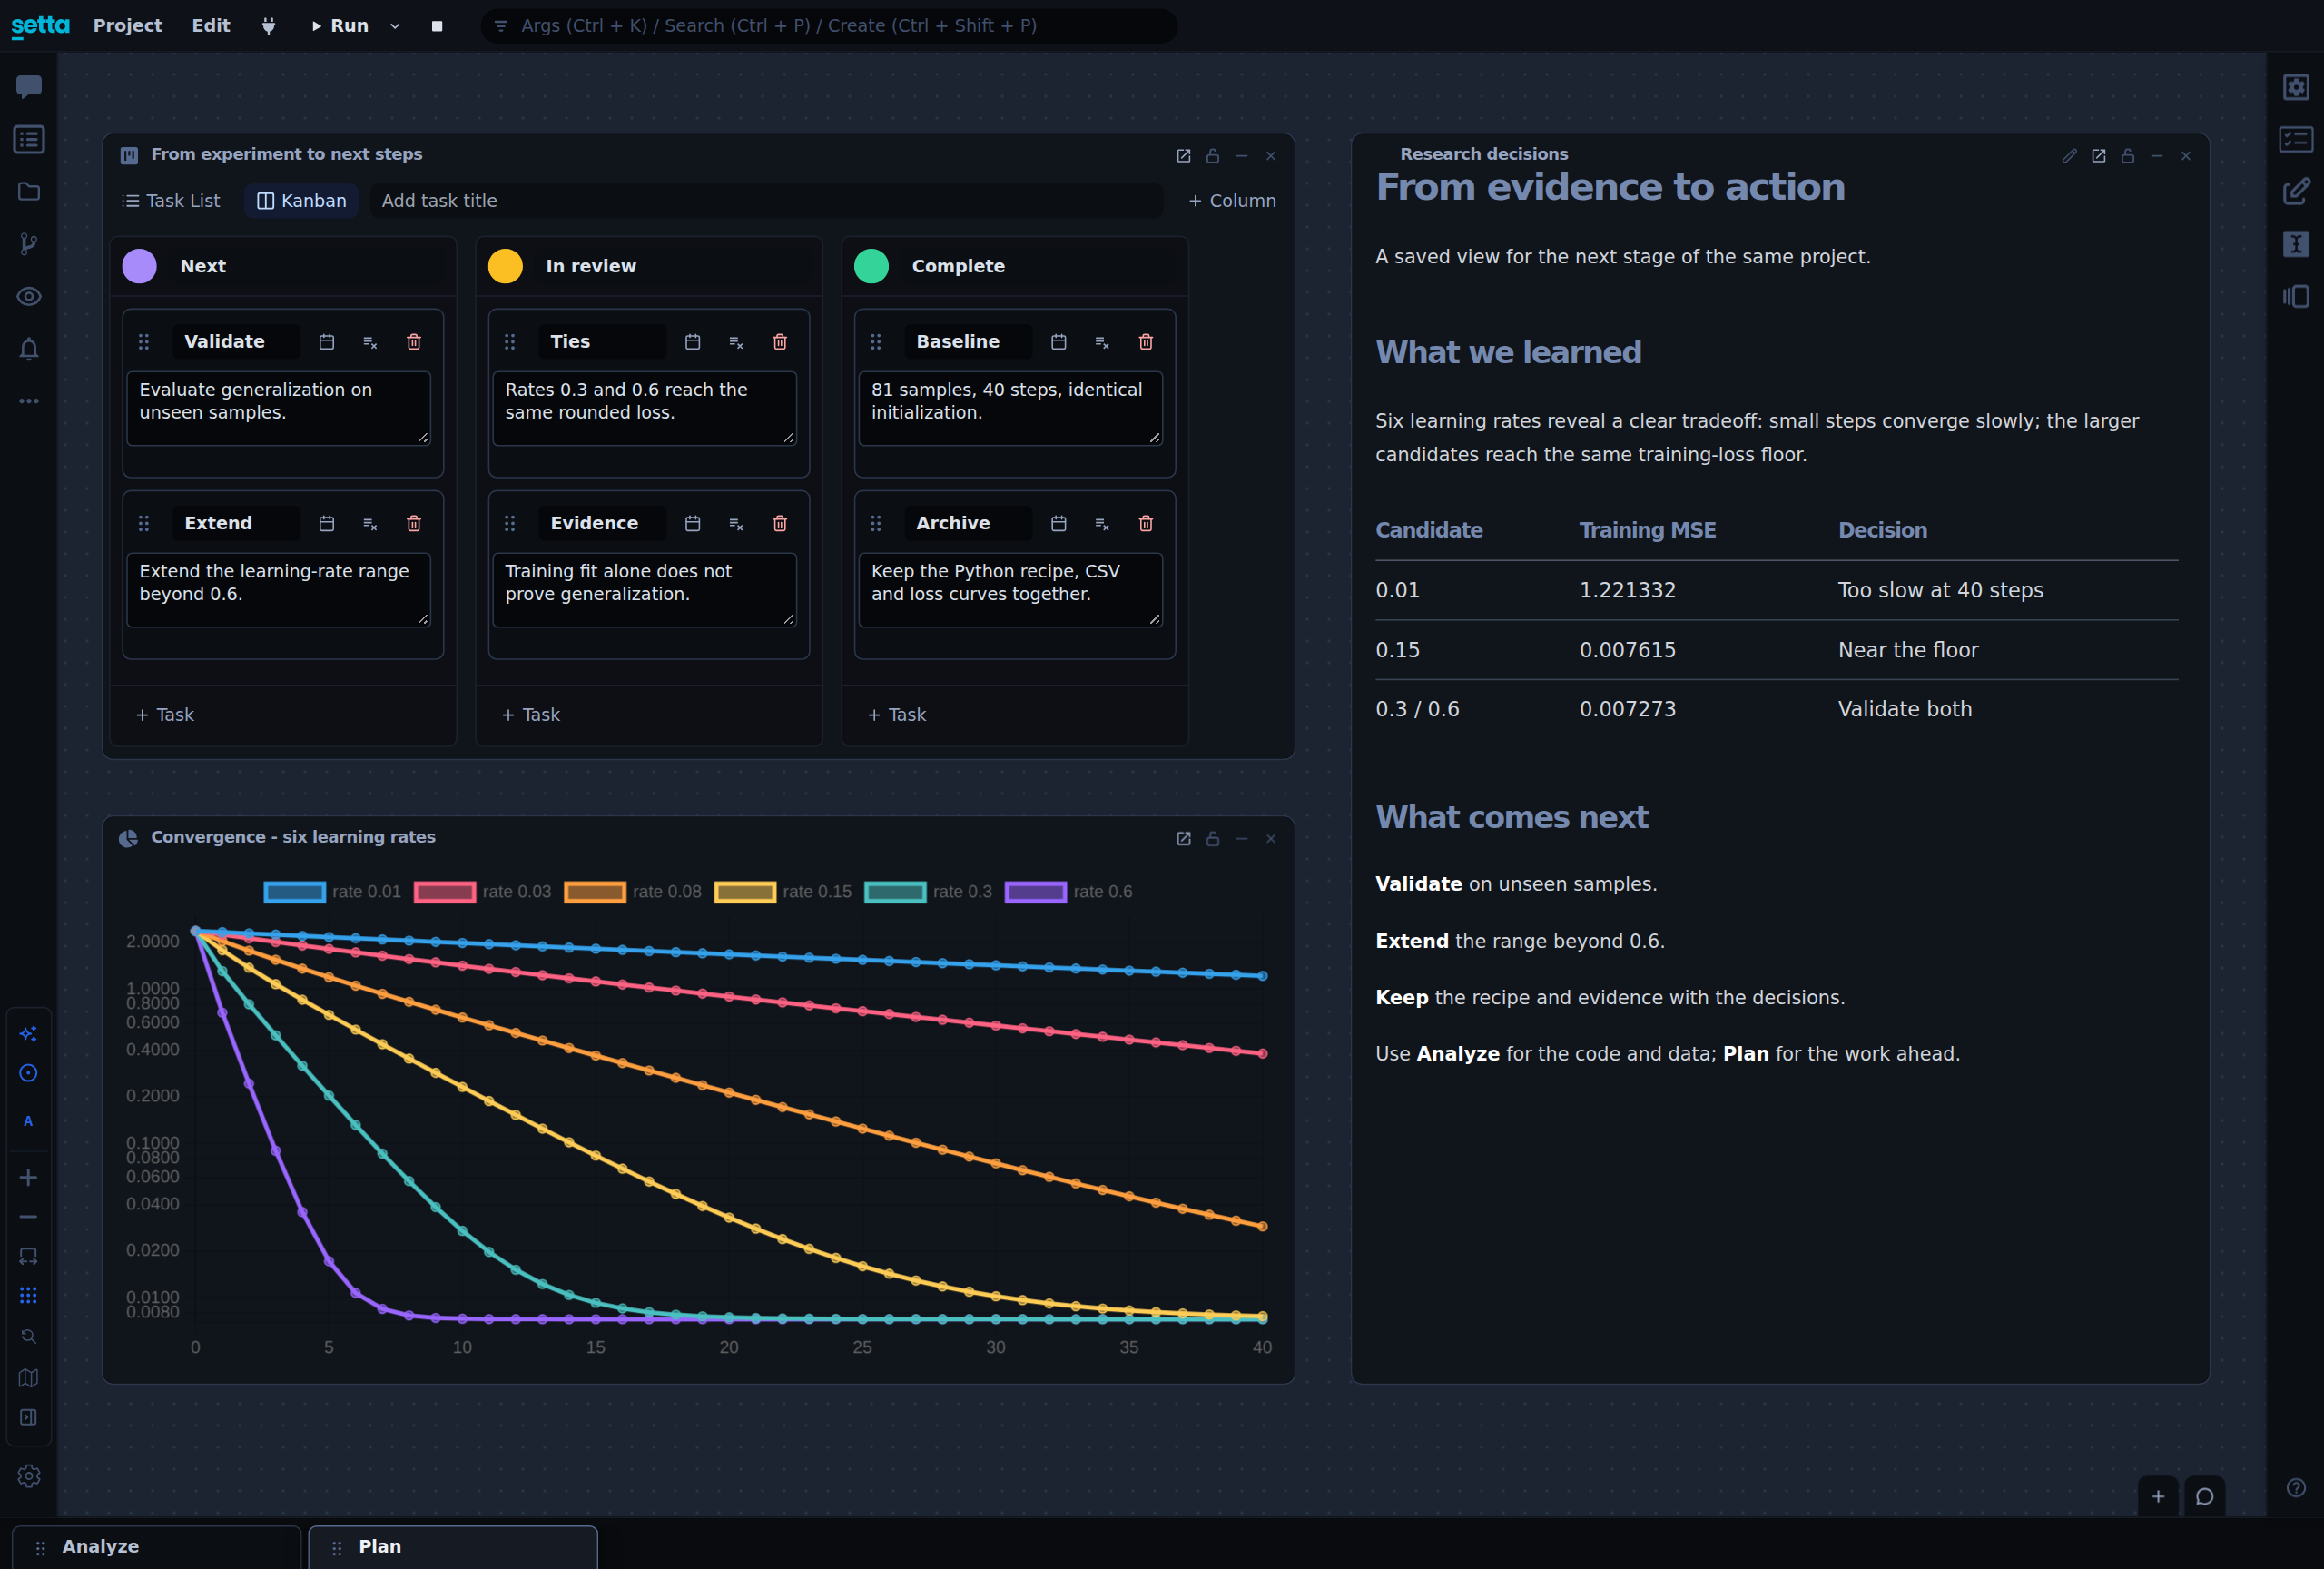 setta
Project
Edit
Run
Args (Ctrl + K) / Search (Ctrl + P) / Create (Ctrl + Shift + P)
From experiment to next steps
Task List
Kanban
Add task title
Column
Next
Validate
Evaluate generalization on
unseen samples.
Extend
Extend the learning-rate range
beyond 0.6.
Task
In review
Ties
Rates 0.3 and 0.6 reach the
same rounded loss.
Evidence
Training fit alone does not
prove generalization.
Task
Complete
Baseline
81 samples, 40 steps, identical
initialization.
Archive
Keep the Python recipe, CSV
and loss curves together.
Task
Convergence - six learning rates
rate 0.01 rate 0.03 rate 0.08 rate 0.15 rate 0.3 rate 0.6
2.0000
1.0000
0.8000
0.6000
0.4000
0.2000
0.1000
0.0800
0.0600
0.0400
0.0200
0.0100
0.0080
0 5 10 15 20 25 30 35 40
Research decisions
From evidence to action
A saved view for the next stage of the same project.
What we learned
Six learning rates reveal a clear tradeoff: small steps converge slowly; the larger
candidates reach the same training-loss floor.
Candidate Training MSE Decision
0.01 1.221332 Too slow at 40 steps
0.15 0.007615 Near the floor
0.3 / 0.6 0.007273 Validate both
What comes next
Validate on unseen samples.
Extend the range beyond 0.6.
Keep the recipe and evidence with the decisions.
Use Analyze for the code and data; Plan for the work ahead.
A
Analyze
Plan